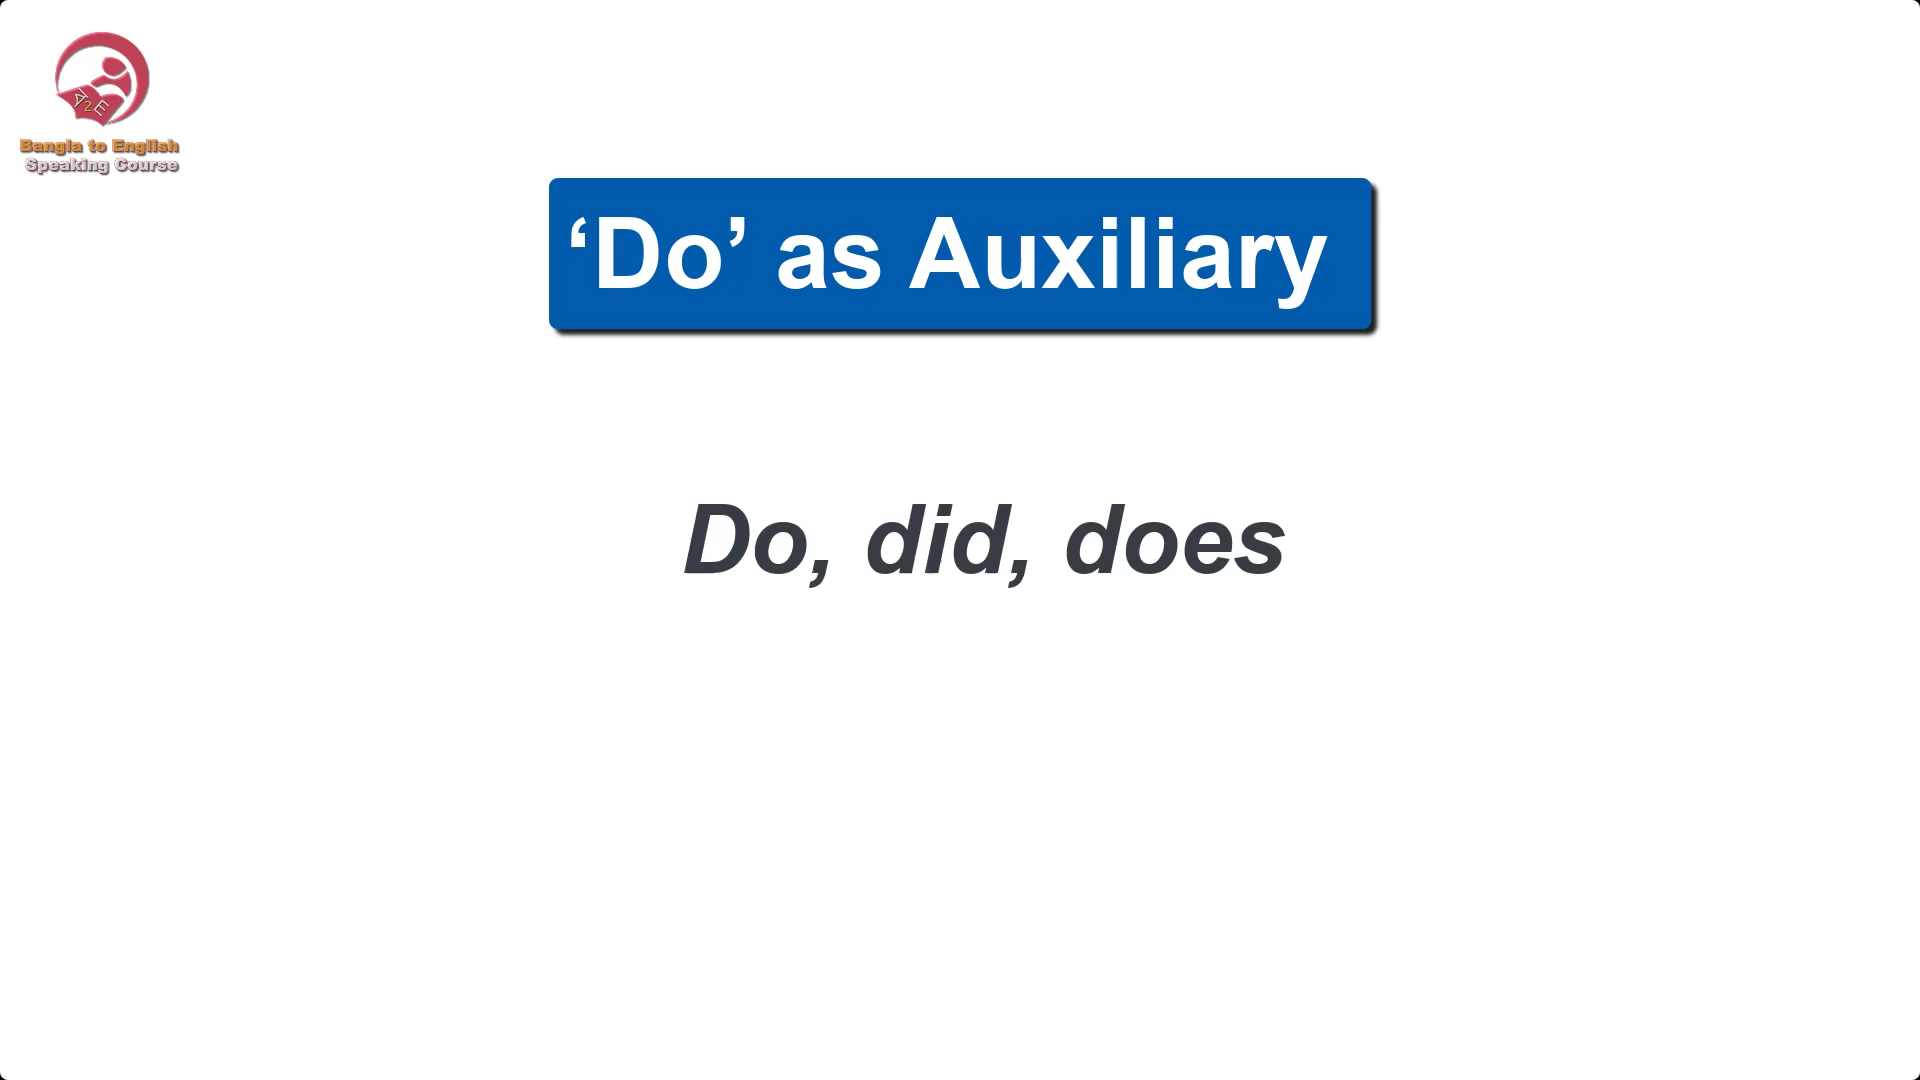 Bangla to English
Speaking Course
‘Do’ as Auxiliary
Do, did, does